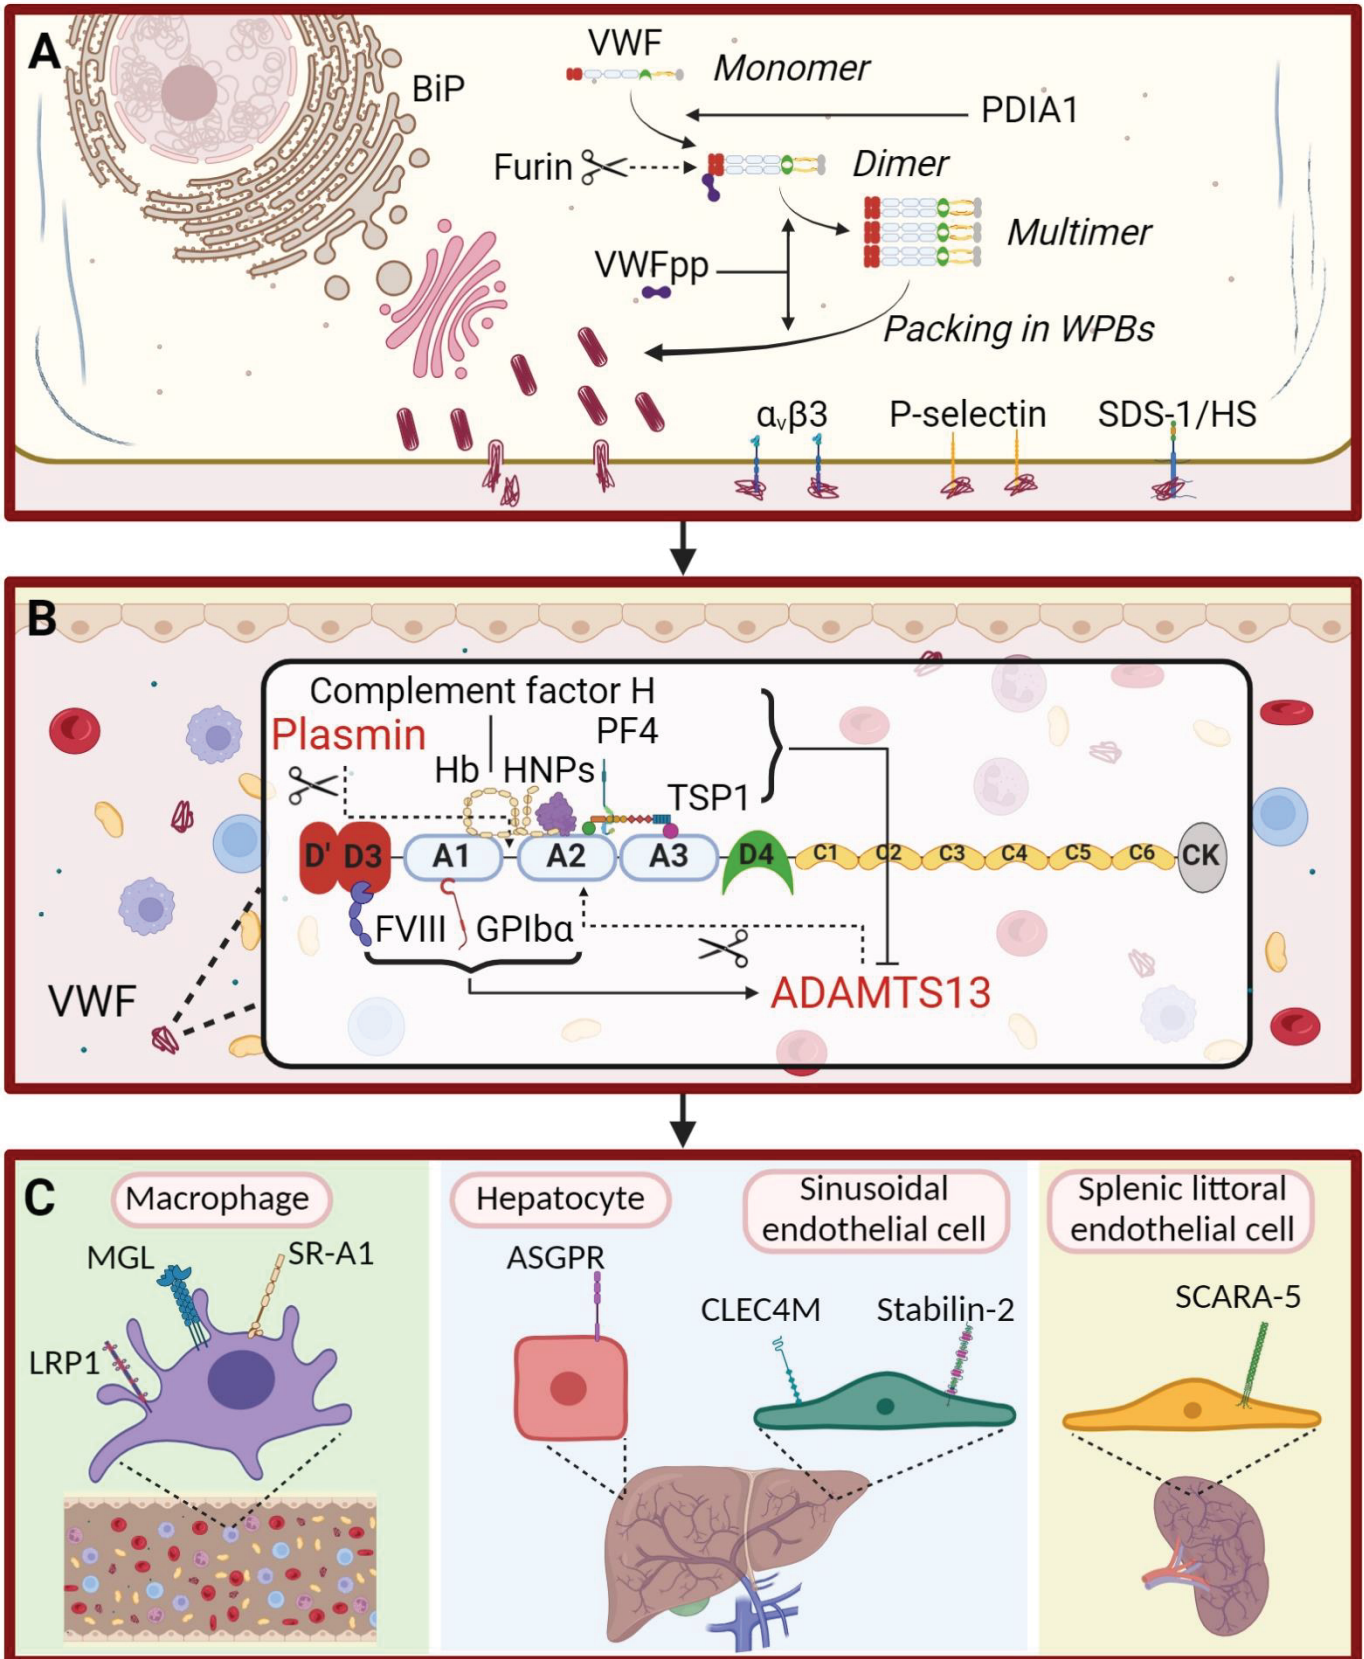 A
VWF
Monomer
BiP
PDIA1
Furin
Dimer
Multimer
VWFpp
Packing in WPBs
αᵥβ3
P-selectin
SDS-1/HS
B
Complement factor H
Plasmin
PF4
Hb
HNPs
TSP1
D' D3 A1 A2 A3 D4 C1 C2 C3 C4 C5 C6 CK
FVIII
GPIbα
ADAMTS13
VWF
C
Macrophage
Hepatocyte
Sinusoidal
endothelial cell
Splenic littoral
endothelial cell
MGL
SR-A1
LRP1
ASGPR
CLEC4M
Stabilin-2
SCARA-5